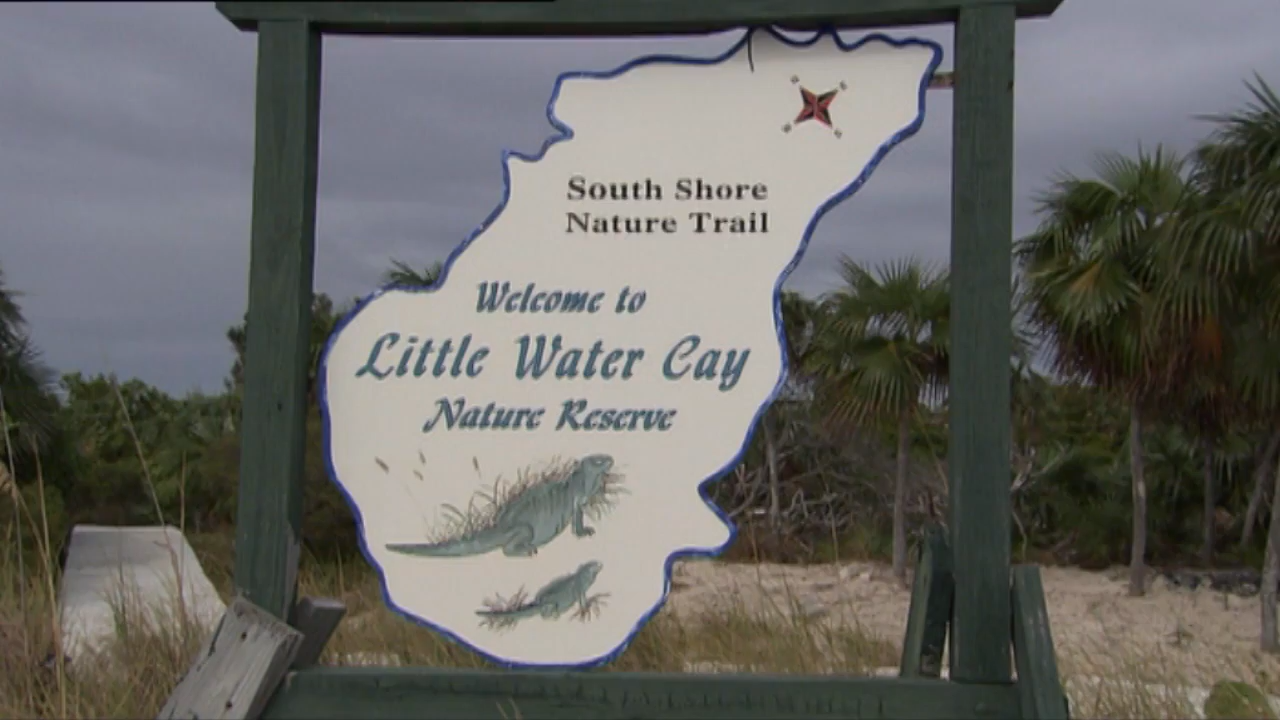 South Shore
Nature Trail
Welcome to
Little Water Cay
Nature Reserve